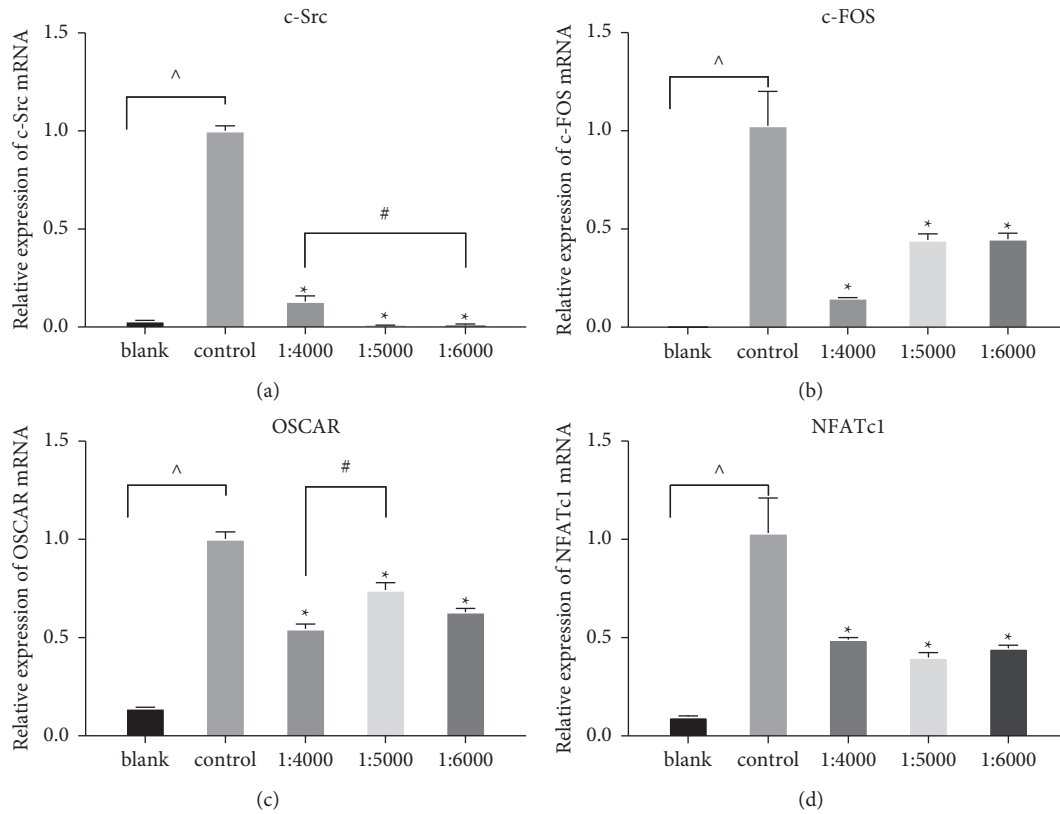 c-Src
Relative expression of c-Src mRNA
1.5
1.0
0.5
0.0
^
#
*
*
*
blank control 1:4000 1:5000 1:6000
(a)
c-FOS
Relative expression of c-FOS mRNA
1.5
1.0
0.5
0.0
^
*
*
*
blank control 1:4000 1:5000 1:6000
(b)
OSCAR
Relative expression of OSCAR mRNA
1.5
1.0
0.5
0.0
^
#
*
*
*
blank control 1:4000 1:5000 1:6000
(c)
NFATc1
Relative expression of NFATc1 mRNA
1.5
1.0
0.5
0.0
^
*
*
*
blank control 1:4000 1:5000 1:6000
(d)